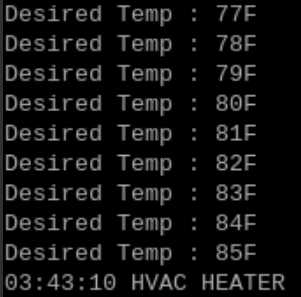 Desired Temp : 77F
Desired Temp : 78F
Desired Temp : 79F
Desired Temp : 80F
Desired Temp : 81F
Desired Temp : 82F
Desired Temp : 83F
Desired Temp : 84F
Desired Temp : 85F
03:43:10 HVAC HEATER